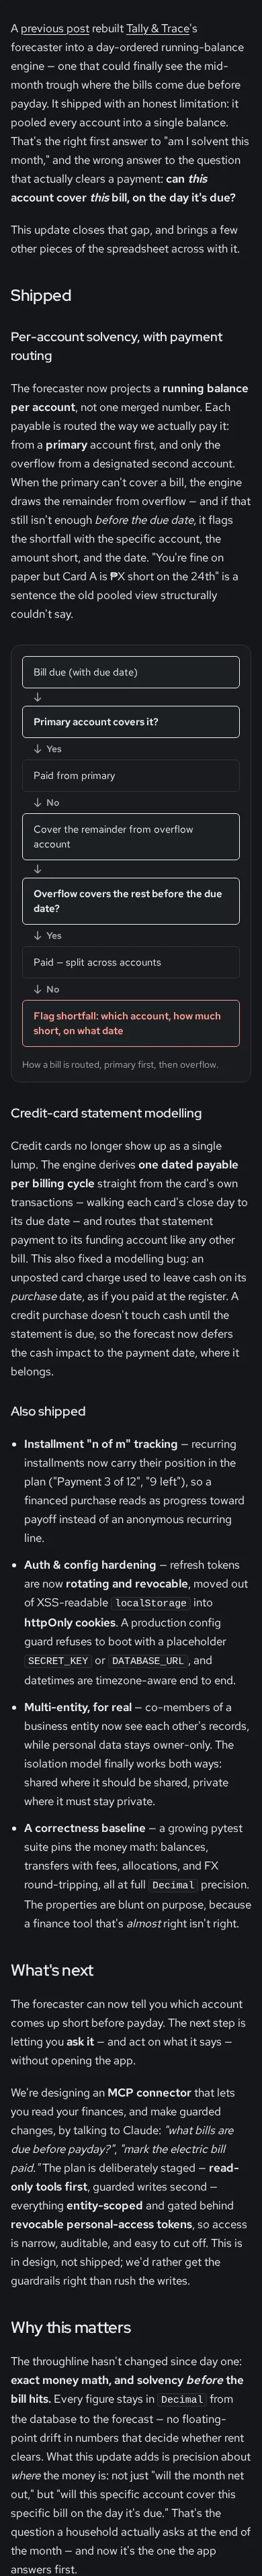 A previous post rebuilt Tally & Trace's
forecaster into a day-ordered running-balance
engine — one that could finally see the mid-
month trough where the bills come due before
payday. It shipped with an honest limitation: it
pooled every account into a single balance.
That's the right first answer to "am I solvent this
month," and the wrong answer to the question
that actually clears a payment: can this
account cover this bill, on the day it's due?
This update closes that gap, and brings a few
other pieces of the spreadsheet across with it.
Shipped
Per-account solvency, with payment
routing
The forecaster now projects a running balance
per account, not one merged number. Each
payable is routed the way we actually pay it:
from a primary account first, and only the
overflow from a designated second account.
When the primary can't cover a bill, the engine
draws the remainder from overflow — and if that
still isn't enough before the due date, it flags
the shortfall with the specific account, the
amount short, and the date. "You're fine on
paper but Card A is ₱X short on the 24th" is a
sentence the old pooled view structurally
couldn't say.
Bill due (with due date)
↓
Primary account covers it?
↓ Yes
Paid from primary
↓ No
Cover the remainder from overflow
account
↓
Overflow covers the rest before the due
date?
↓ Yes
Paid — split across accounts
↓ No
Flag shortfall: which account, how much
short, on what date
How a bill is routed, primary first, then overflow.
Credit-card statement modelling
Credit cards no longer show up as a single
lump. The engine derives one dated payable
per billing cycle straight from the card's own
transactions — walking each card's close day to
its due date — and routes that statement
payment to its funding account like any other
bill. This also fixed a modelling bug: an
unposted card charge used to leave cash on its
purchase date, as if you paid at the register. A
credit purchase doesn't touch cash until the
statement is due, so the forecast now defers
the cash impact to the payment date, where it
belongs.
Also shipped
• Installment "n of m" tracking — recurring
installments now carry their position in the
plan ("Payment 3 of 12", "9 left"), so a
financed purchase reads as progress toward
payoff instead of an anonymous recurring
line.
• Auth & config hardening — refresh tokens
are now rotating and revocable, moved out
of XSS-readable localStorage into
httpOnly cookies. A production config
guard refuses to boot with a placeholder
SECRET_KEY or DATABASE_URL, and
datetimes are timezone-aware end to end.
• Multi-entity, for real — co-members of a
business entity now see each other's records,
while personal data stays owner-only. The
isolation model finally works both ways:
shared where it should be shared, private
where it must stay private.
• A correctness baseline — a growing pytest
suite pins the money math: balances,
transfers with fees, allocations, and FX
round-tripping, all at full Decimal precision.
The properties are blunt on purpose, because
a finance tool that's almost right isn't right.
What's next
The forecaster can now tell you which account
comes up short before payday. The next step is
letting you ask it — and act on what it says —
without opening the app.
We're designing an MCP connector that lets
you read your finances, and make guarded
changes, by talking to Claude: "what bills are
due before payday?", "mark the electric bill
paid." The plan is deliberately staged — read-
only tools first, guarded writes second —
everything entity-scoped and gated behind
revocable personal-access tokens, so access
is narrow, auditable, and easy to cut off. This is
in design, not shipped; we'd rather get the
guardrails right than rush the writes.
Why this matters
The throughline hasn't changed since day one:
exact money math, and solvency before the
bill hits. Every figure stays in Decimal from
the database to the forecast — no floating-
point drift in numbers that decide whether rent
clears. What this update adds is precision about
where the money is: not just "will the month net
out," but "will this specific account cover this
specific bill on the day it's due." That's the
question a household actually asks at the end of
the month — and now it's the one the app
answers first.